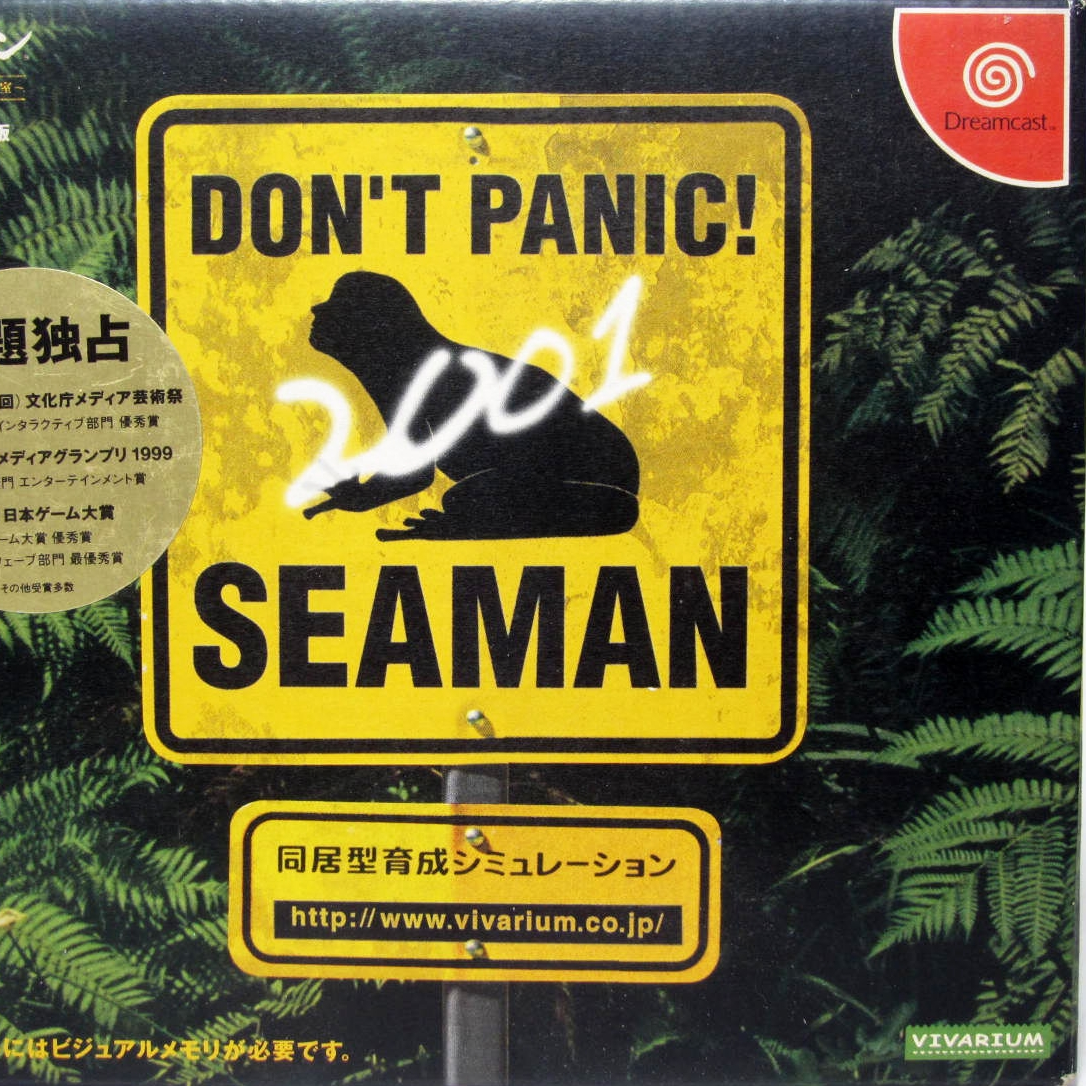 Dreamcast
DON'T PANIC!
2001
SEAMAN
題独占
回) 文化庁メディア芸術祭
インタラクティブ部門 優秀賞
メディアグランプリ 1999
門 エンターテインメント賞
日本ゲーム大賞
ーム大賞 優秀賞
ウェーブ部門 最優秀賞
その他受賞多数
同居型育成シミュレーション
http://www.vivarium.co.jp/
にはビジュアルメモリが必要です。
VIVARIUM